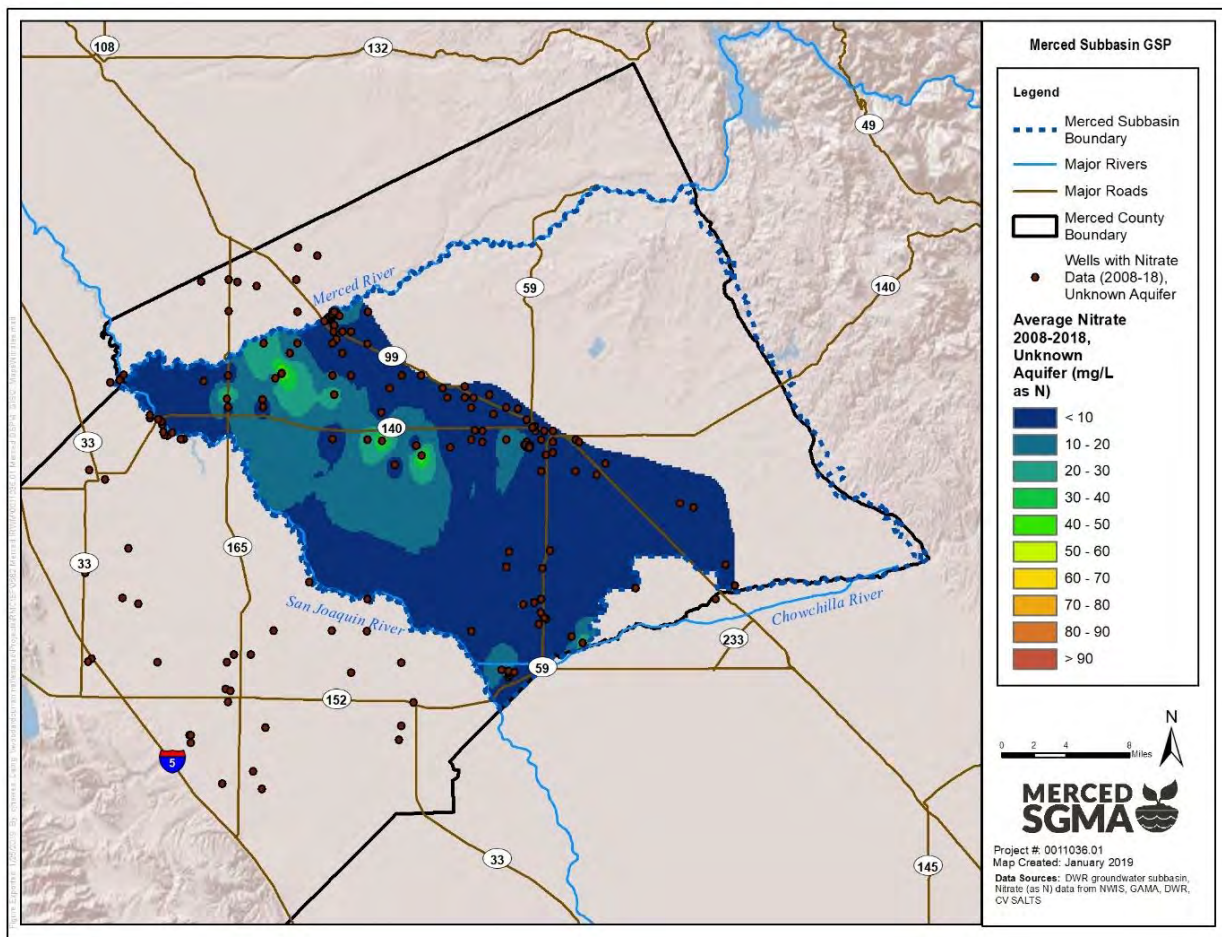 108
132
49
Merced River
59
140
99
140
33
165
33
San Joaquin River
Chowchilla River
233
59
152
5
33
145
Merced Subbasin GSP
Legend
Merced Subbasin
Boundary
Major Rivers
Major Roads
Merced County
Boundary
Wells with Nitrate
Data (2008-18),
Unknown Aquifer
Average Nitrate
2008-2018,
Unknown
Aquifer (mg/L
as N)
< 10
10 - 20
20 - 30
30 - 40
40 - 50
50 - 60
60 - 70
70 - 80
80 - 90
> 90
N
0 2 4 8
Miles
MERCED
SGMA
Project #: 0011036.01
Map Created: January 2019
Data Sources: DWR groundwater subbasin,
Nitrate (as N) data from NWIS, GAMA, DWR,
CV SALTS